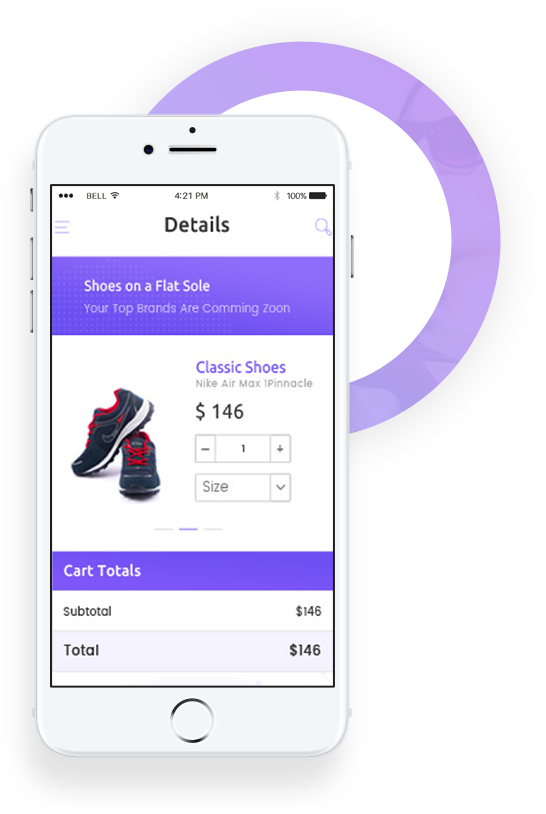 BELL 4:21 PM 100%
Details
Shoes on a Flat Sole
Your Top Brands Are Comming Zoon
Classic Shoes
Nike Air Max 1Pinnacle
$ 146
− 1 +
Size
Cart Totals
Subtotal $146
Total $146